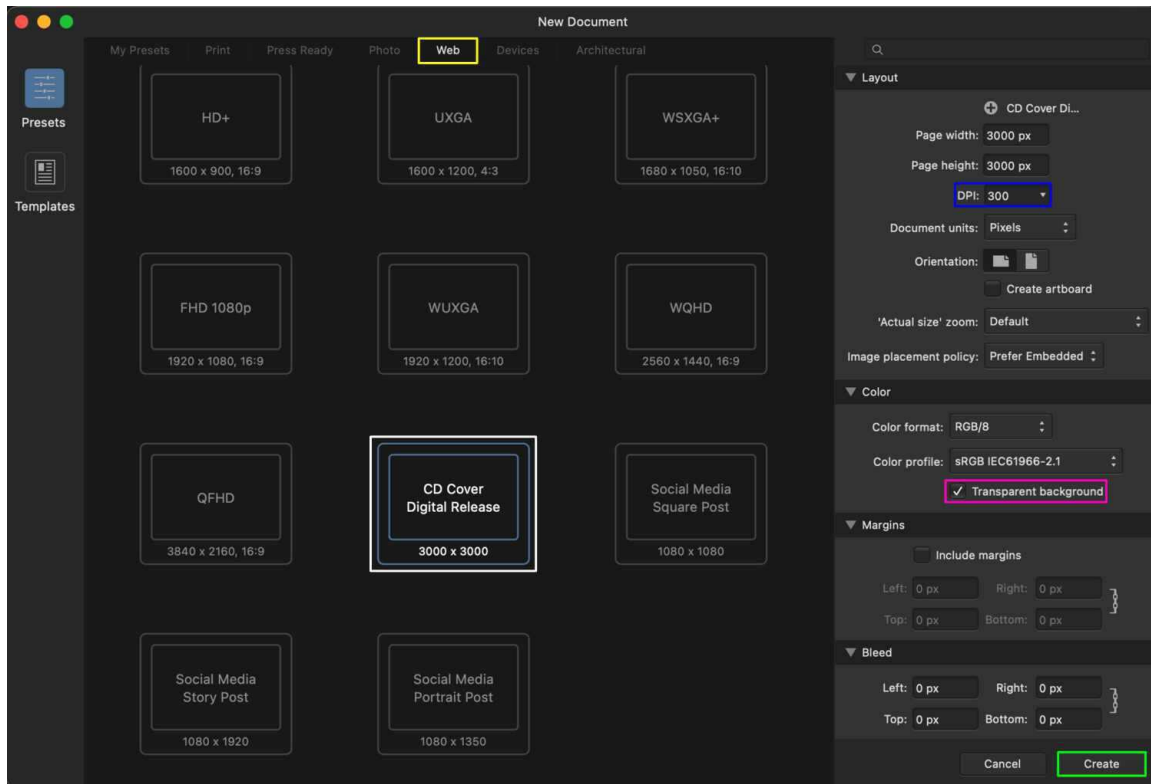 New Document
My Presets Print Press Ready Photo Web Devices Architectural
Presets
Templates
HD+
1600 x 900, 16:9
UXGA
1600 x 1200, 4:3
WSXGA+
1680 x 1050, 16:10
FHD 1080p
1920 x 1080, 16:9
WUXGA
1920 x 1200, 16:10
WQHD
2560 x 1440, 16:9
QFHD
3840 x 2160, 16:9
CD Cover
Digital Release
3000 x 3000
Social Media
Square Post
1080 x 1080
Social Media
Story Post
1080 x 1920
Social Media
Portrait Post
1080 x 1350
Layout
CD Cover Di...
Page width: 3000 px
Page height: 3000 px
DPI: 300
Document units: Pixels
Orientation:
Create artboard
'Actual size' zoom: Default
Image placement policy: Prefer Embedded
Color
Color format: RGB/8
Color profile: sRGB IEC61966-2.1
Transparent background
Margins
Include margins
Left: 0 px Right: 0 px
Top: 0 px Bottom: 0 px
Bleed
Left: 0 px Right: 0 px
Top: 0 px Bottom: 0 px
Cancel Create